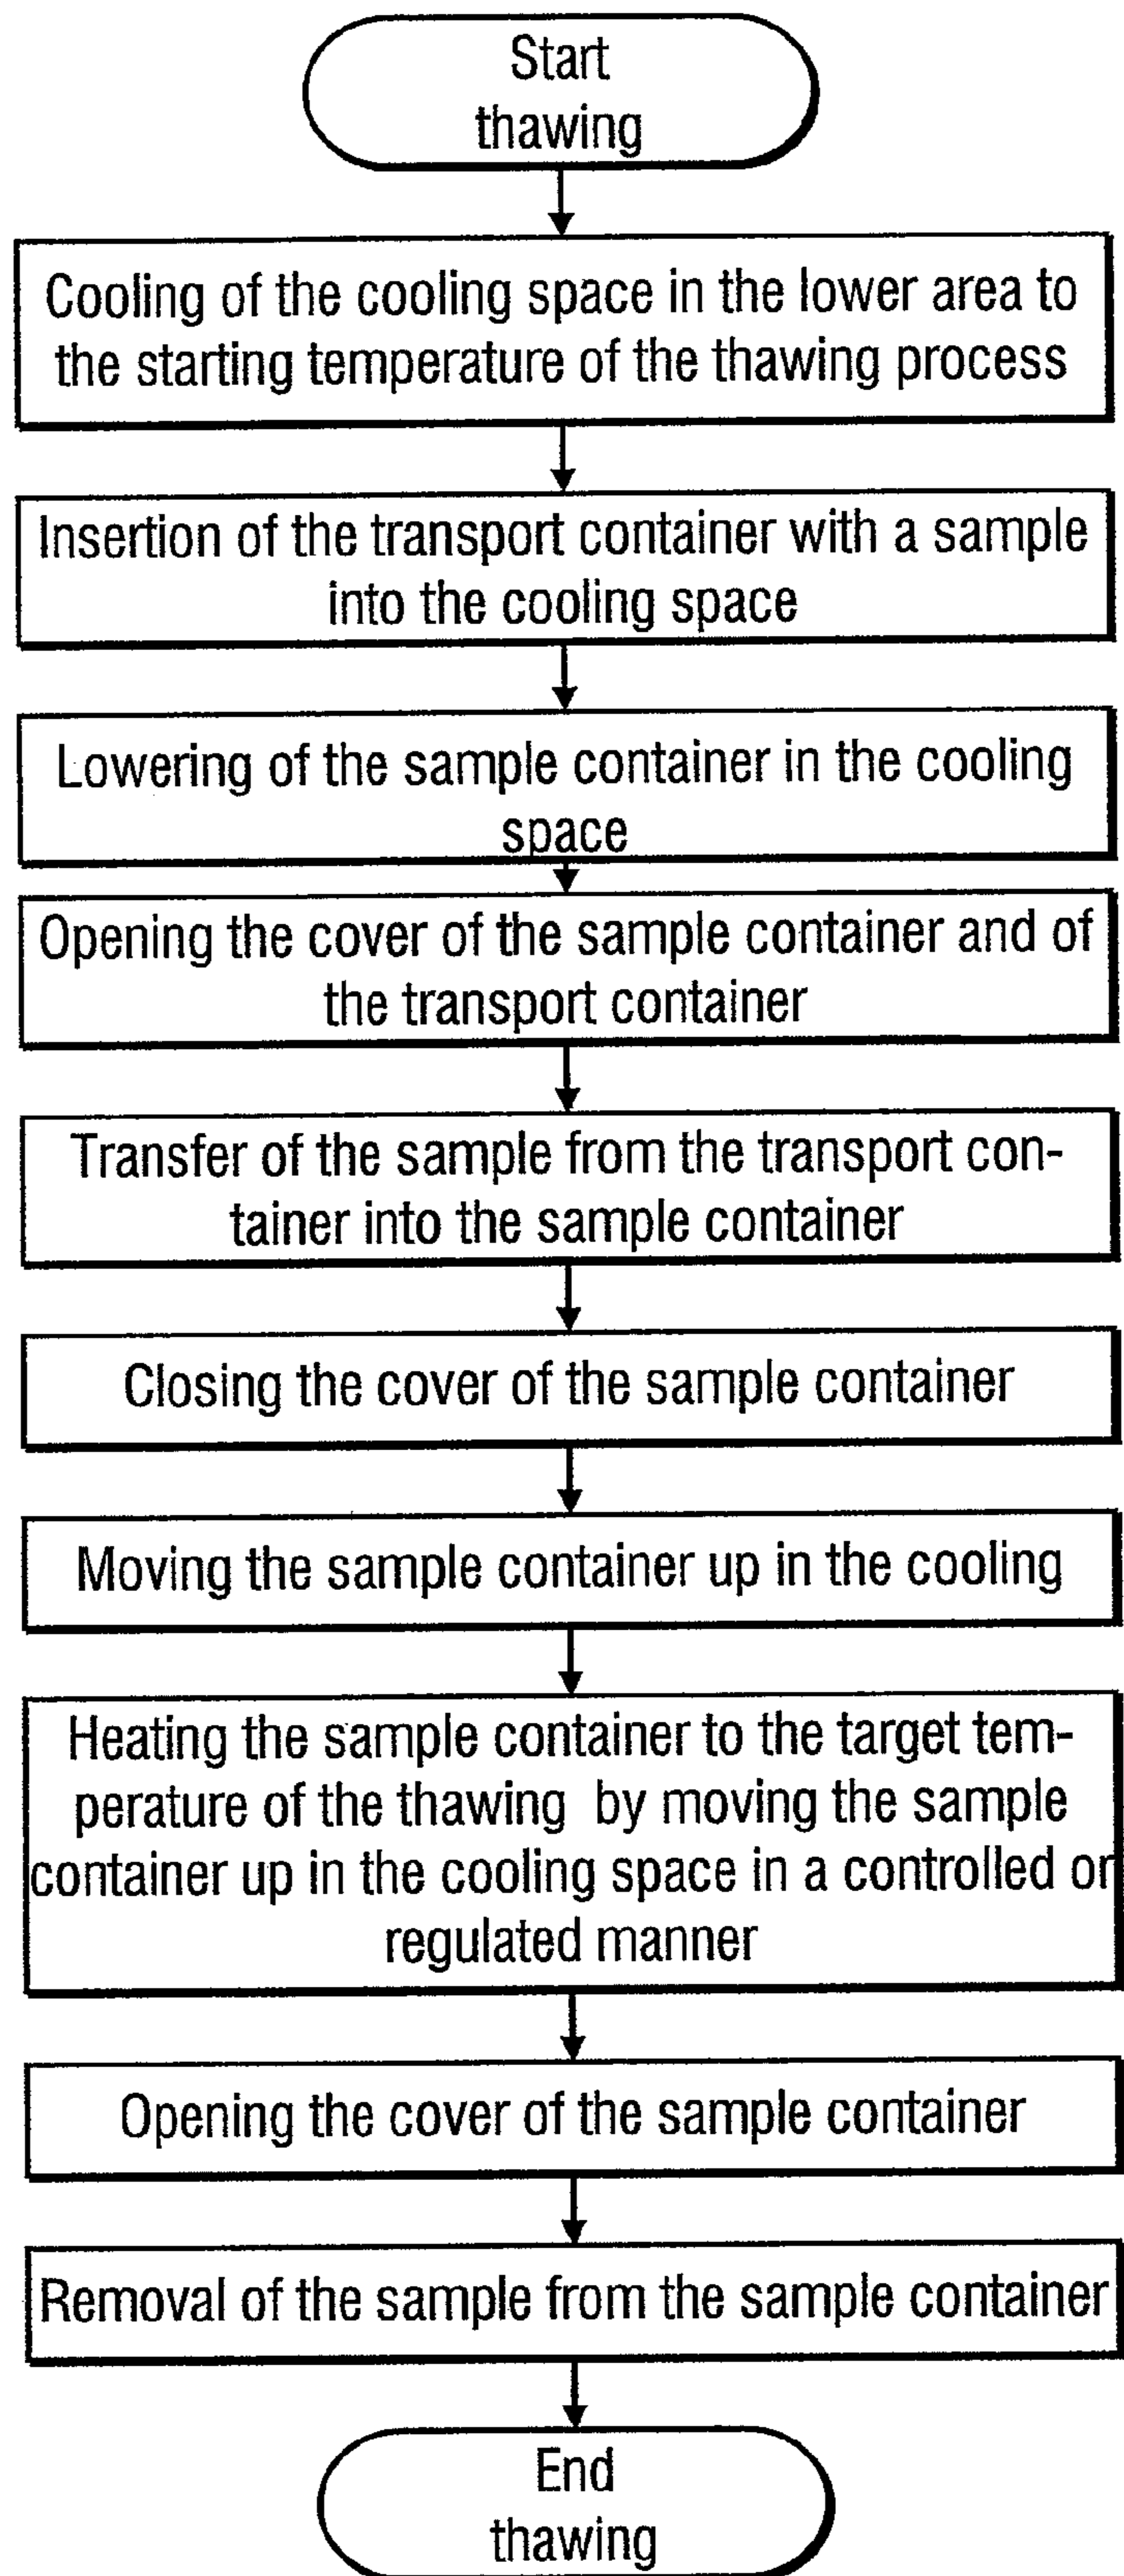 Start
thawing
Cooling of the cooling space in the lower area to
the starting temperature of the thawing process
Insertion of the transport container with a sample
into the cooling space
Lowering of the sample container in the cooling
space
Opening the cover of the sample container and of
the transport container
Transfer of the sample from the transport con-
tainer into the sample container
Closing the cover of the sample container
Moving the sample container up in the cooling
Heating the sample container to the target tem-
perature of the thawing by moving the sample
container up in the cooling space in a controlled or
regulated manner
Opening the cover of the sample container
Removal of the sample from the sample container
End
thawing